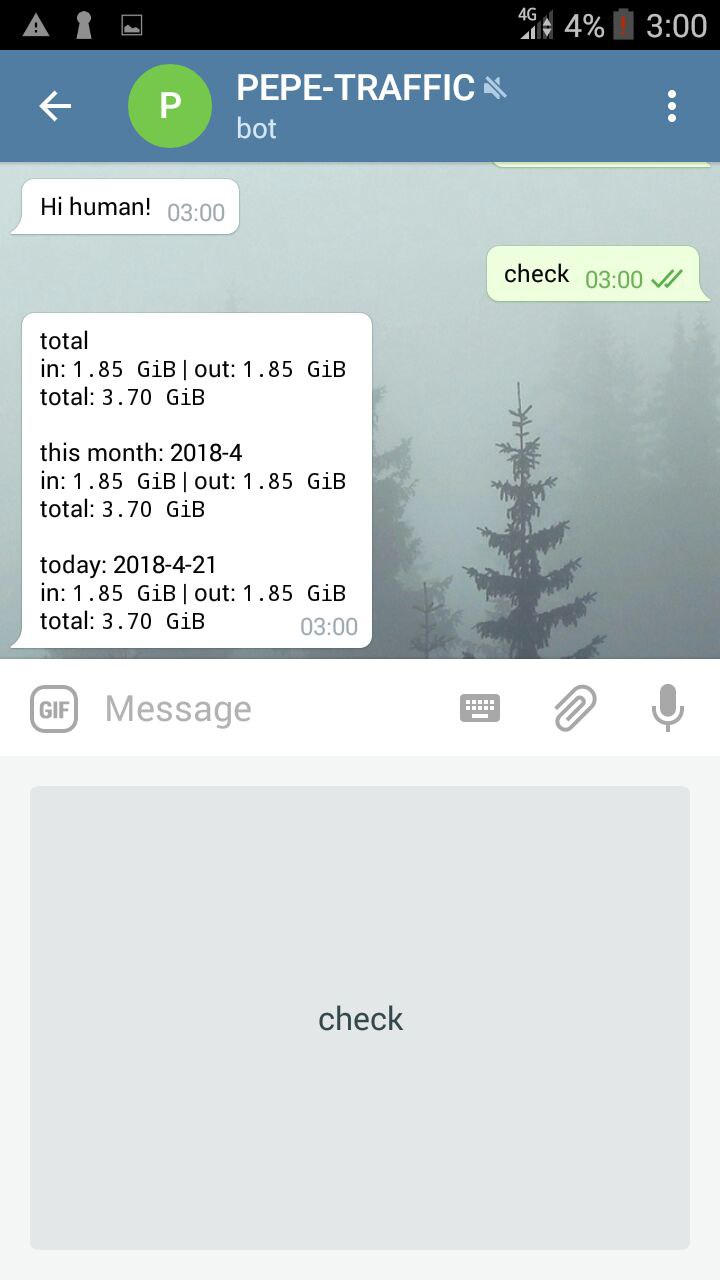 4G 4% 3:00
P PEPE-TRAFFIC
bot
Hi human! 03:00
check 03:00
total
in: 1.85 GiB | out: 1.85 GiB
total: 3.70 GiB
this month: 2018-4
in: 1.85 GiB | out: 1.85 GiB
total: 3.70 GiB
today: 2018-4-21
in: 1.85 GiB | out: 1.85 GiB
total: 3.70 GiB 03:00
GIF Message
check